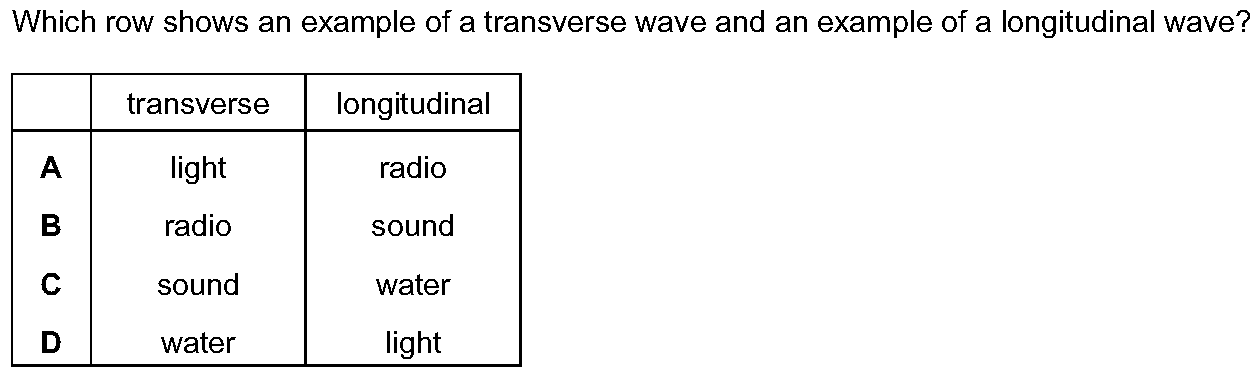 Which row shows an example of a transverse wave and an example of a longitudinal wave?
transverse longitudinal
A light radio
B radio sound
C sound water
D water light